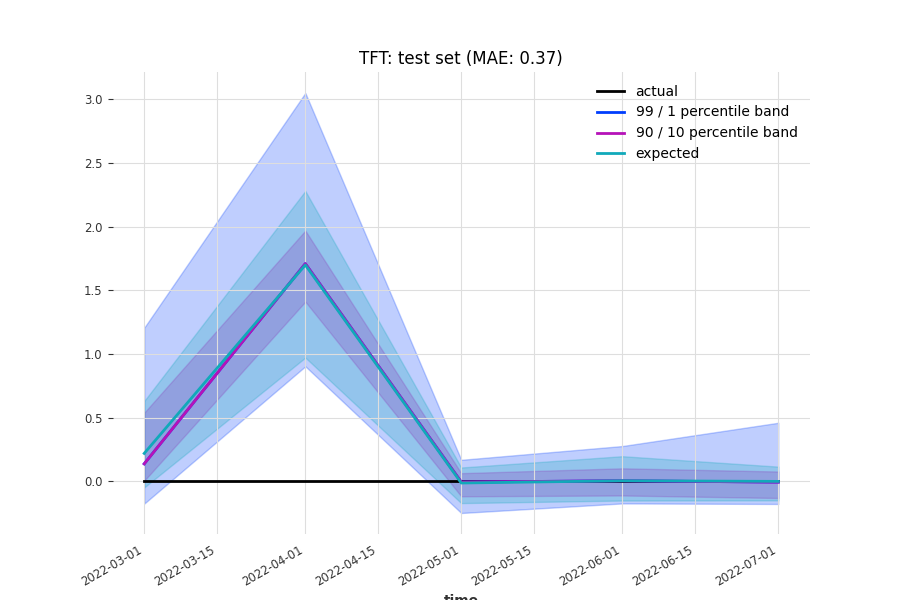 TFT: test set (MAE: 0.37)
actual
99 / 1 percentile band
90 / 10 percentile band
expected
3.0
2.5
2.0
1.5
1.0
0.5
0.0
2022-03-01
2022-03-15
2022-04-01
2022-04-15
2022-05-01
2022-05-15
2022-06-01
2022-06-15
2022-07-01
time